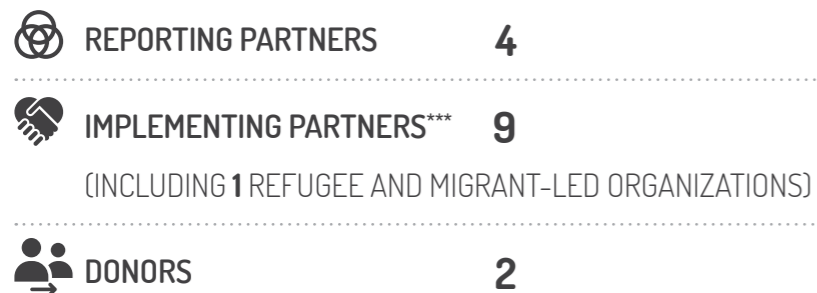 REPORTING PARTNERS 4
IMPLEMENTING PARTNERS*** 9
(INCLUDING 1 REFUGEE AND MIGRANT-LED ORGANIZATIONS)
DONORS 2